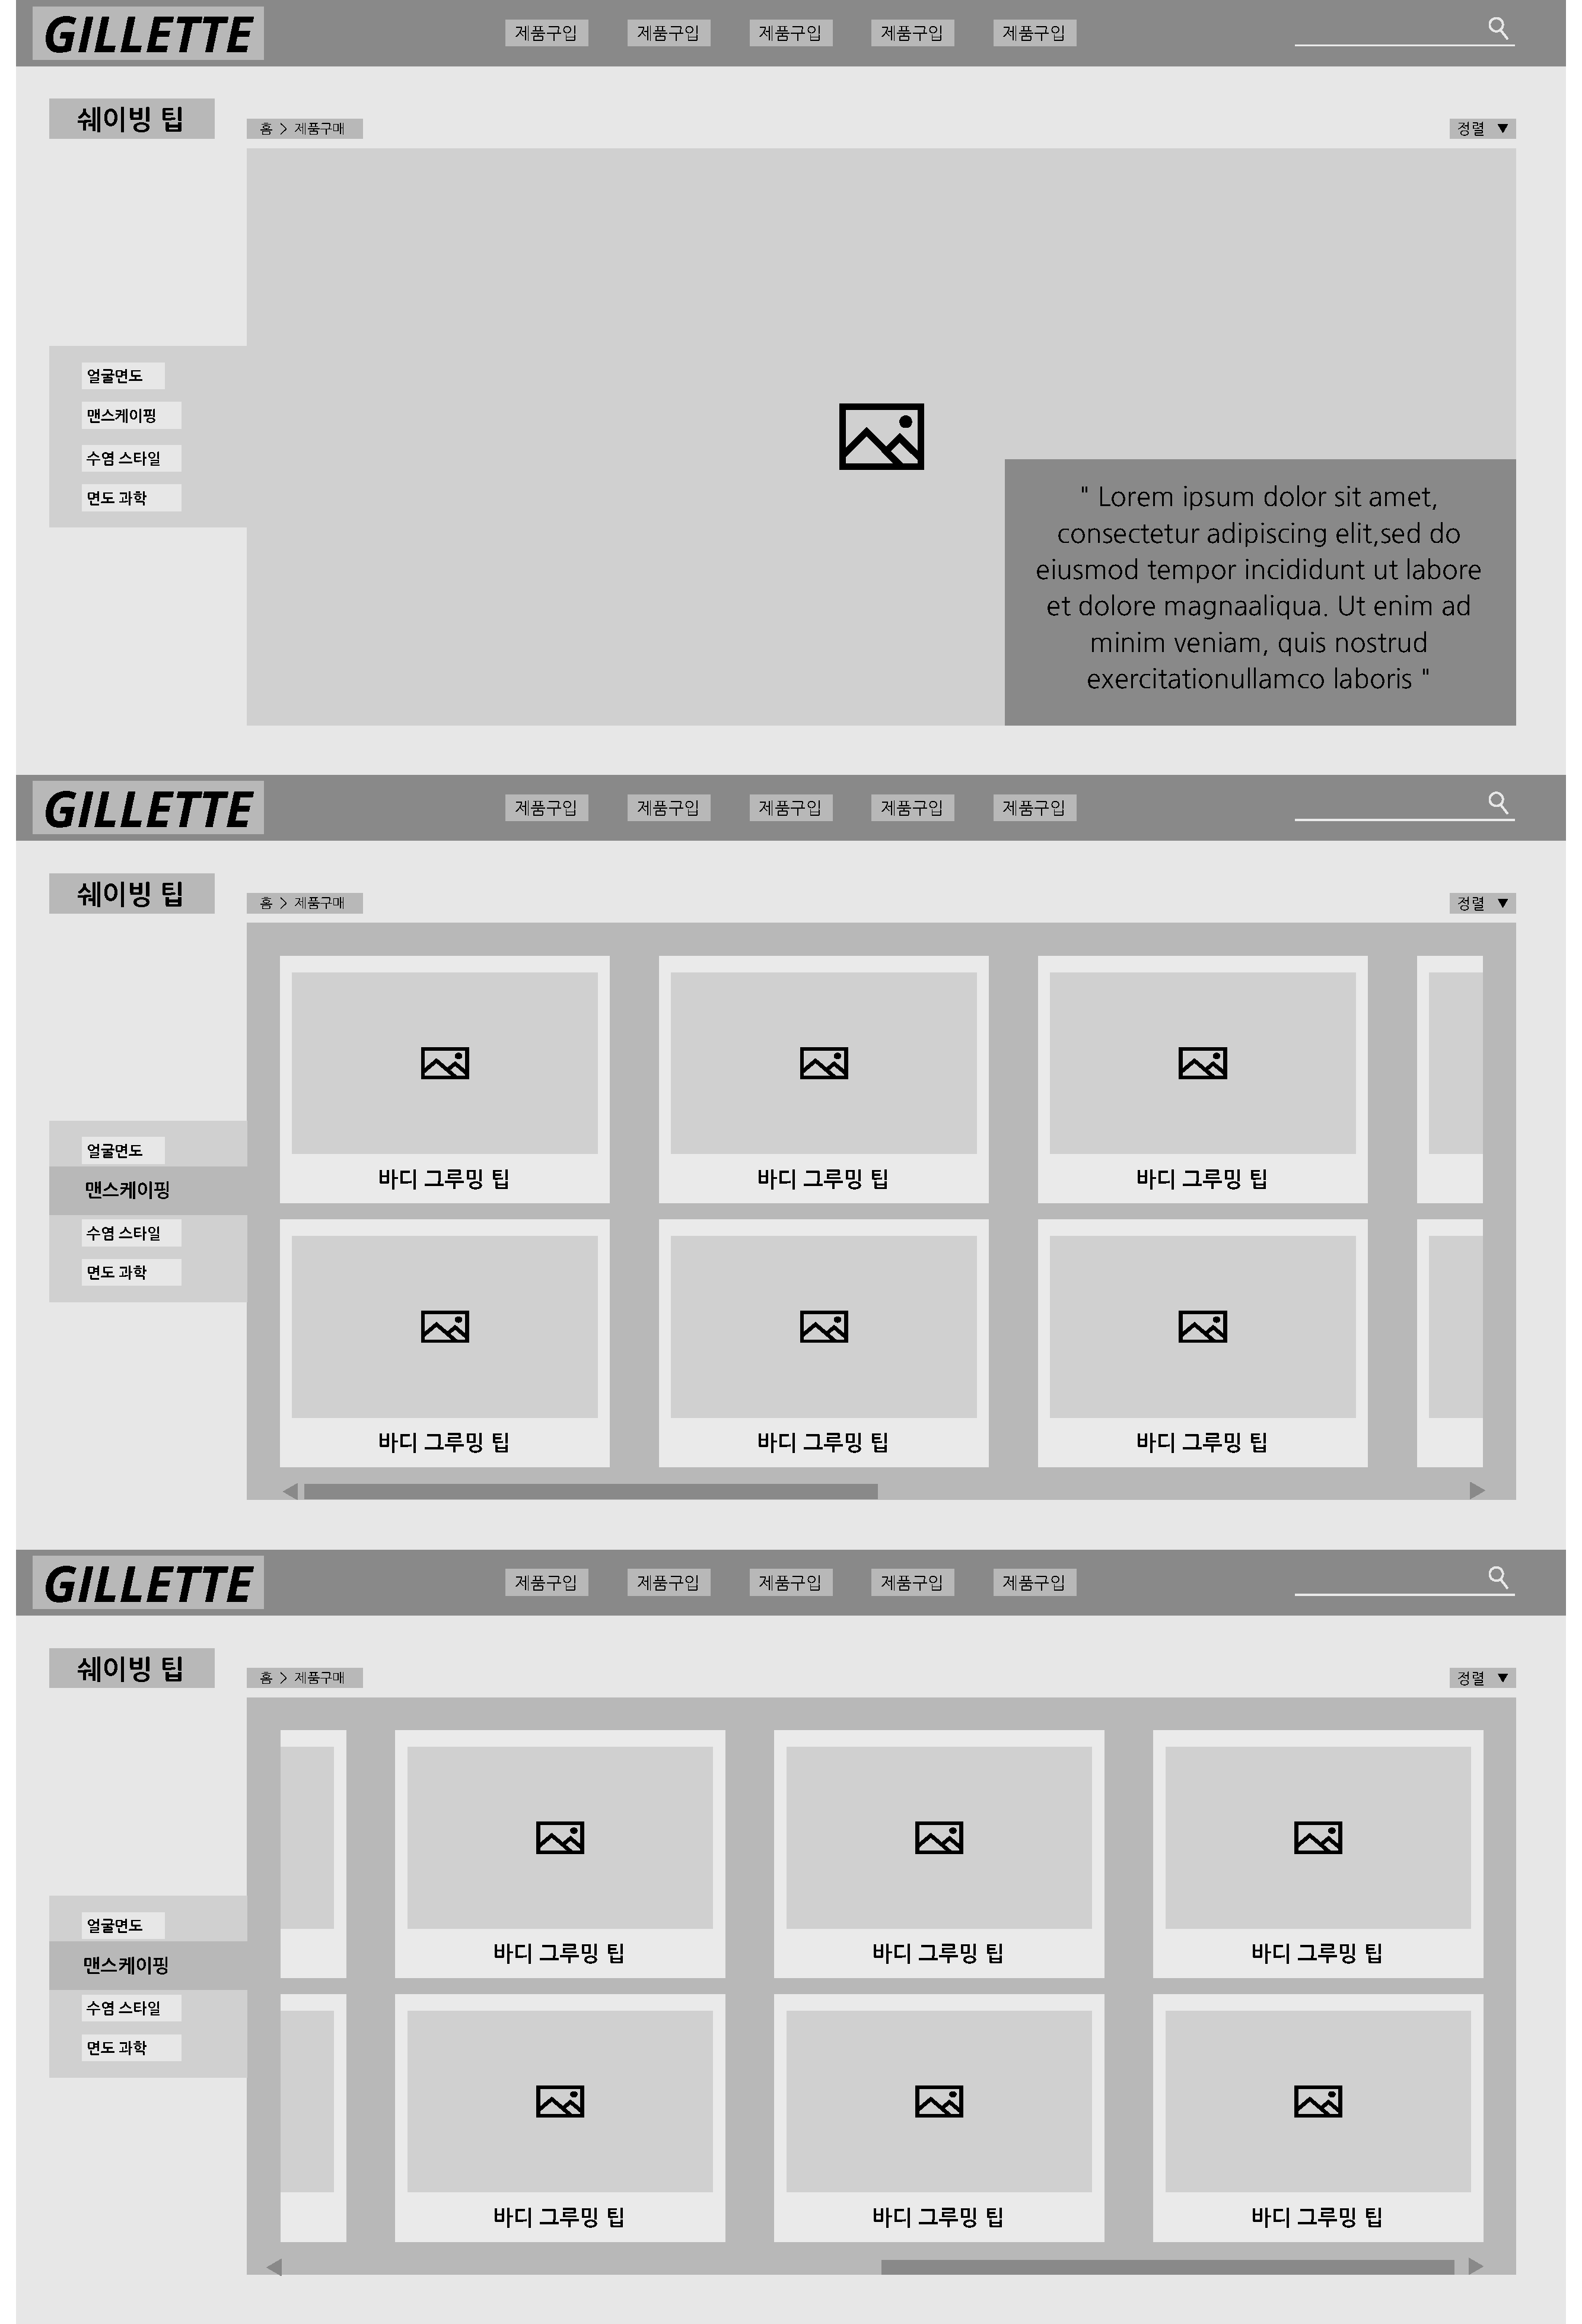 GILLETTE
제품구입 제품구입 제품구입 제품구입 제품구입
쉐이빙 팁
홈 > 제품구매
정렬 ▼
얼굴면도
맨스케이핑
수염 스타일
면도 과학
" Lorem ipsum dolor sit amet,
consectetur adipiscing elit,sed do
eiusmod tempor incididunt ut labore
et dolore magnaaliqua. Ut enim ad
minim veniam, quis nostrud
exercitationullamco laboris "
GILLETTE
제품구입 제품구입 제품구입 제품구입 제품구입
쉐이빙 팁
홈 > 제품구매
정렬 ▼
얼굴면도
맨스케이핑
수염 스타일
면도 과학
바디 그루밍 팁 바디 그루밍 팁 바디 그루밍 팁
바디 그루밍 팁 바디 그루밍 팁 바디 그루밍 팁
GILLETTE
제품구입 제품구입 제품구입 제품구입 제품구입
쉐이빙 팁
홈 > 제품구매
정렬 ▼
얼굴면도
맨스케이핑
수염 스타일
면도 과학
바디 그루밍 팁 바디 그루밍 팁 바디 그루밍 팁
바디 그루밍 팁 바디 그루밍 팁 바디 그루밍 팁